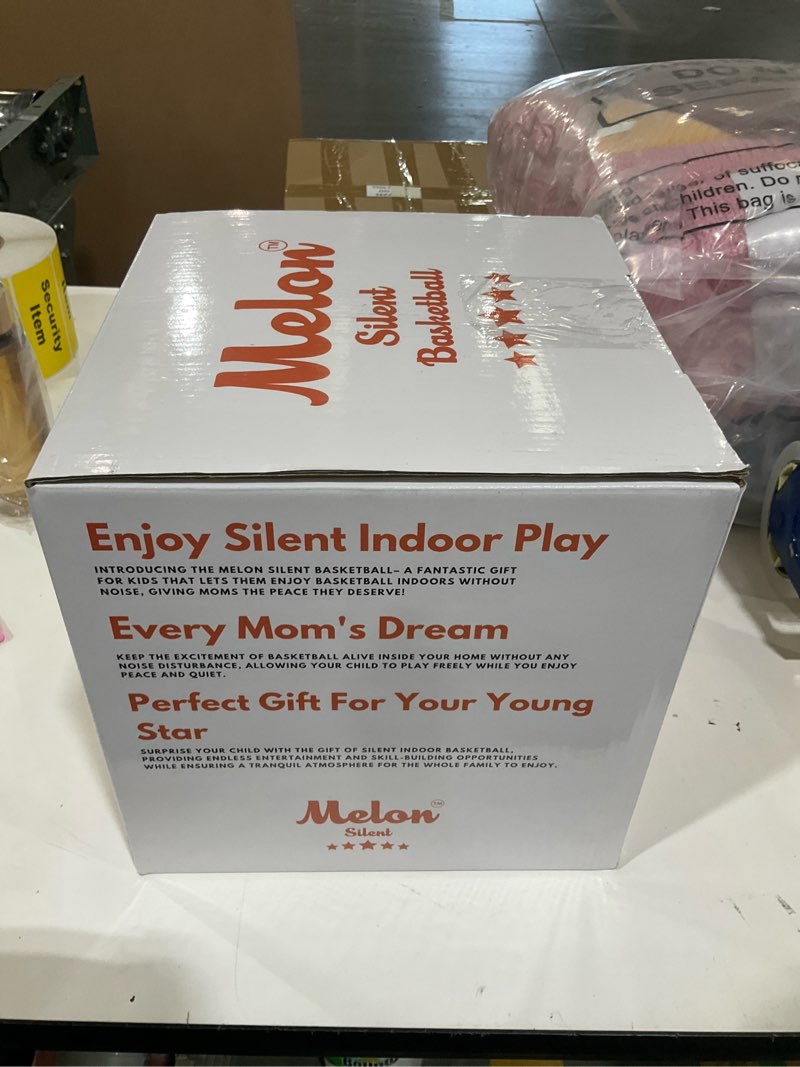 Melon™
Silent
Basketball
Enjoy Silent Indoor Play
INTRODUCING THE MELON SILENT BASKETBALL– A FANTASTIC GIFT
FOR KIDS THAT LETS THEM ENJOY BASKETBALL INDOORS WITHOUT
NOISE, GIVING MOMS THE PEACE THEY DESERVE!
Every Mom's Dream
KEEP THE EXCITEMENT OF BASKETBALL ALIVE INSIDE YOUR HOME WITHOUT ANY
NOISE DISTURBANCE, ALLOWING YOUR CHILD TO PLAY FREELY WHILE YOU ENJOY
PEACE AND QUIET.
Perfect Gift For Your Young
Star
SURPRISE YOUR CHILD WITH THE GIFT OF SILENT INDOOR BASKETBALL,
PROVIDING ENDLESS ENTERTAINMENT AND SKILL-BUILDING OPPORTUNITIES
WHILE ENSURING A TRANQUIL ATMOSPHERE FOR THE WHOLE FAMILY TO ENJOY.
Melon™
Silent
Security
Item
DO
of
children. Do
This bag is